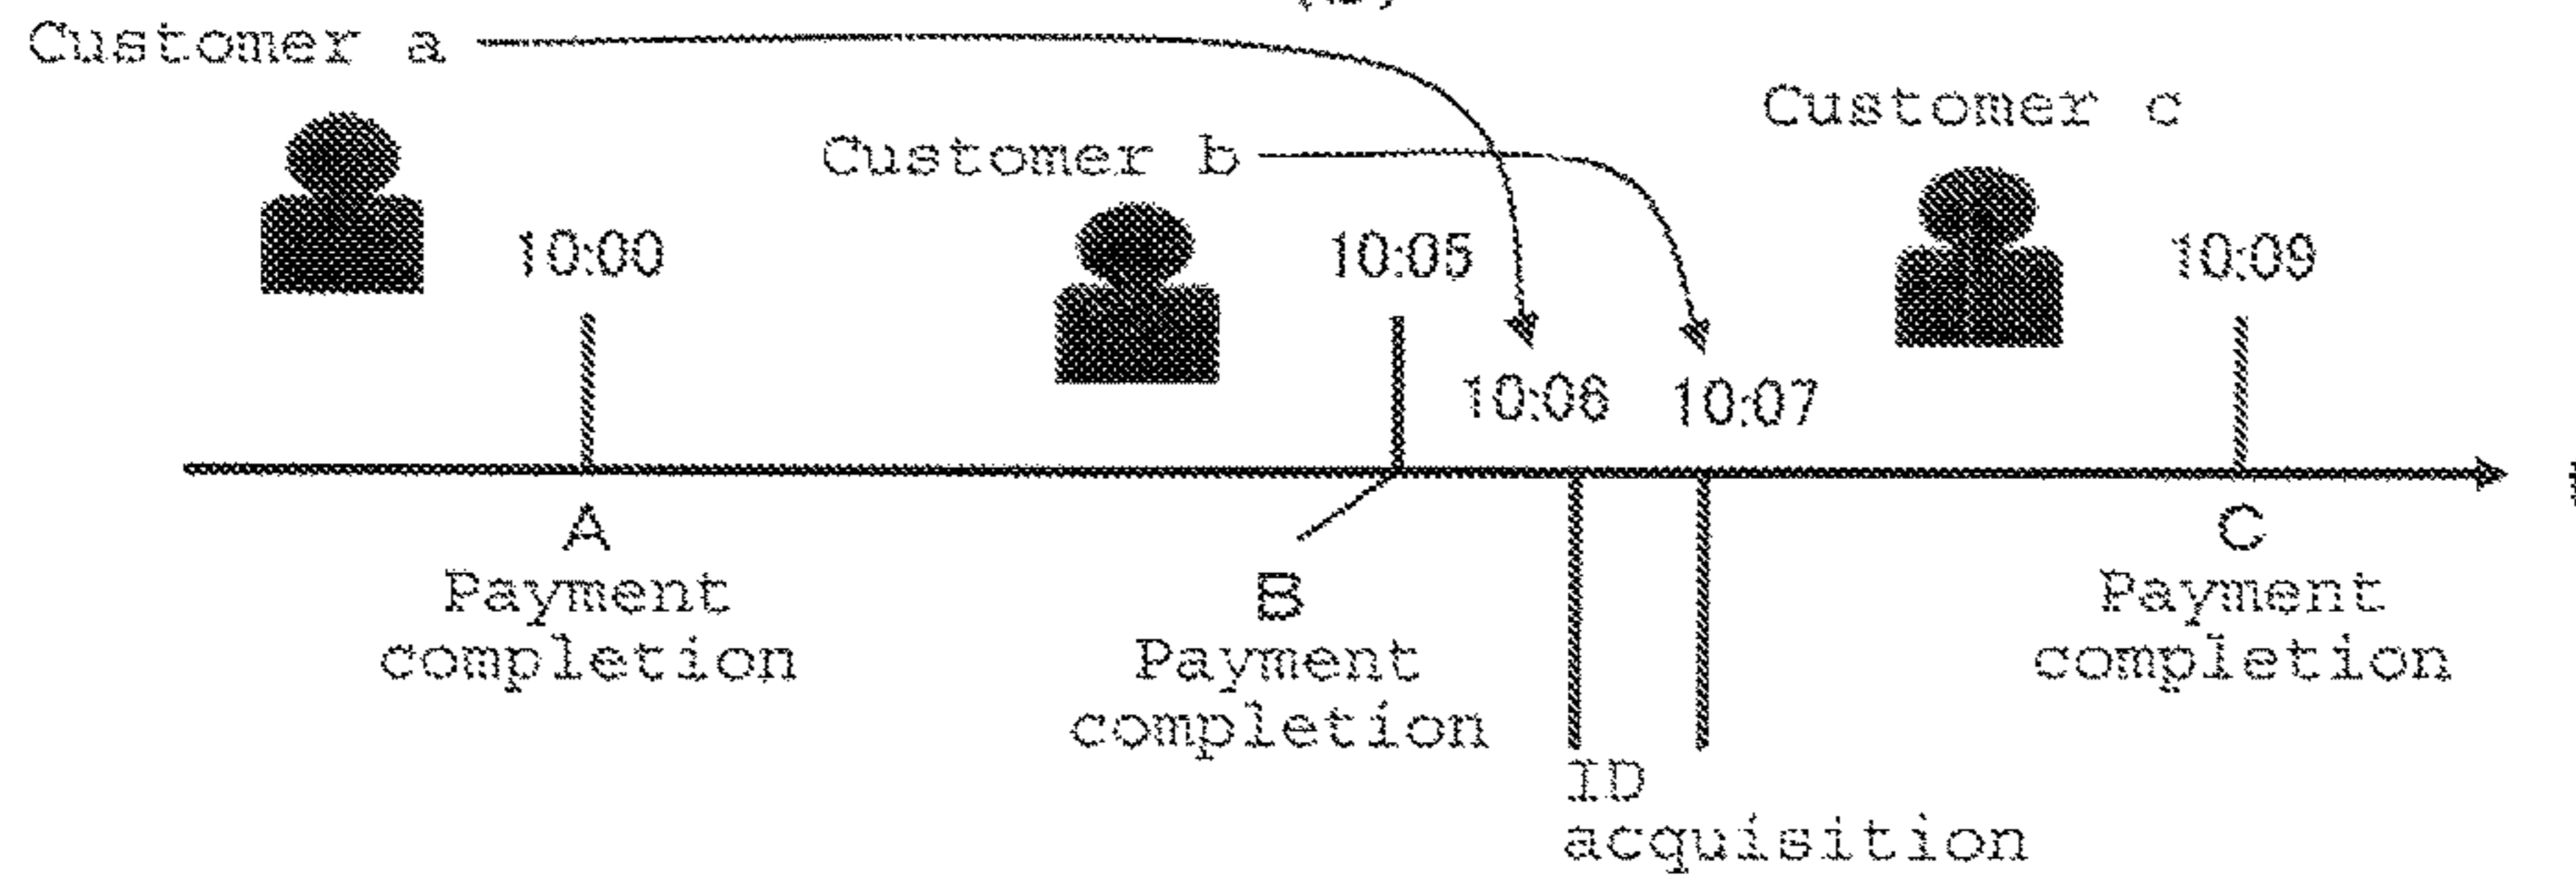 Customer a
Customer c
Customer b
10:00
10:05
10:09
10:06
10:07
A
Payment
completion
B
Payment
completion
C
Payment
completion
ID
acquisition